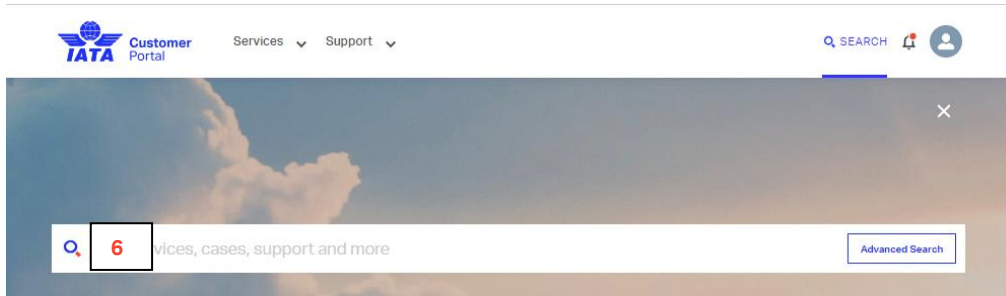 IATA
Customer
Portal
Services
Support
SEARCH
6
vices, cases, support and more
Advanced Search